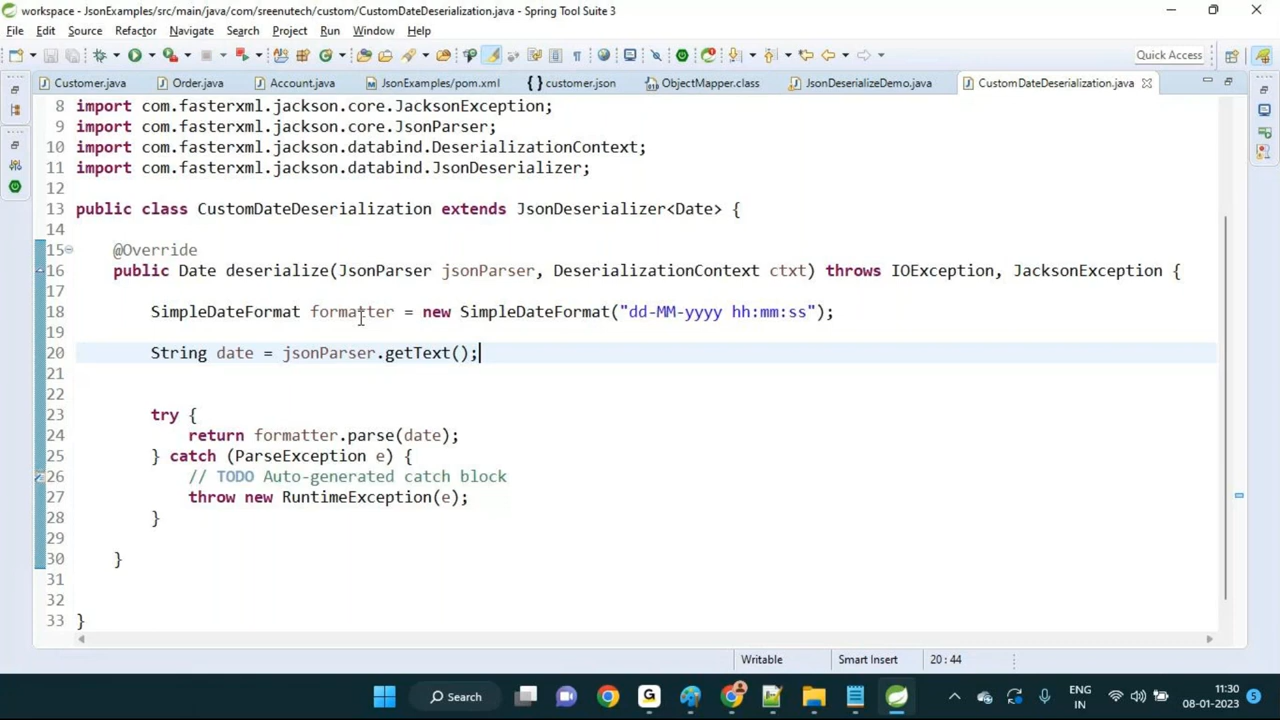 workspace - JsonExamples/src/main/java/com/sreenutech/custom/CustomDateDeserialization.java - Spring Tool Suite 3
File Edit Source Refactor Navigate Search Project Run Window Help
Quick Access
Customer.java Order.java Account.java JsonExamples/pom.xml customer.json ObjectMapper.class JsonDeserializeDemo.java CustomDateDeserialization.java
8 import com.fasterxml.jackson.core.JacksonException;
9 import com.fasterxml.jackson.core.JsonParser;
10 import com.fasterxml.jackson.databind.DeserializationContext;
11 import com.fasterxml.jackson.databind.JsonDeserializer;
12
13 public class CustomDateDeserialization extends JsonDeserializer<Date> {
14
15 @Override
16 public Date deserialize(JsonParser jsonParser, DeserializationContext ctxt) throws IOException, JacksonException {
17
18 SimpleDateFormat formatter = new SimpleDateFormat("dd-MM-yyyy hh:mm:ss");
19
20 String date = jsonParser.getText();
21
22
23 try {
24 return formatter.parse(date);
25 } catch (ParseException e) {
26 // TODO Auto-generated catch block
27 throw new RuntimeException(e);
28 }
29
30 }
31
32
33 }
Writable Smart Insert 20 : 44
Search
ENG
IN
11:30
08-01-2023
5